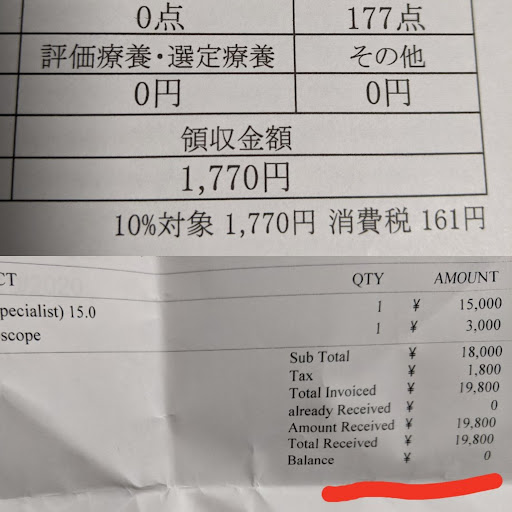 0点 177点
評価療養・選定療養 その他
0円 0円
領収金額
1,770円
10%対象 1,770円 消費税 161円
CT QTY AMOUNT
pecialist) 15.0 1 ¥ 15,000
scope 1 ¥ 3,000
Sub Total ¥ 18,000
Tax ¥ 1,800
Total Invoiced ¥ 19,800
already Received ¥ 0
Amount Received ¥ 19,800
Total Received ¥ 19,800
Balance ¥ 0